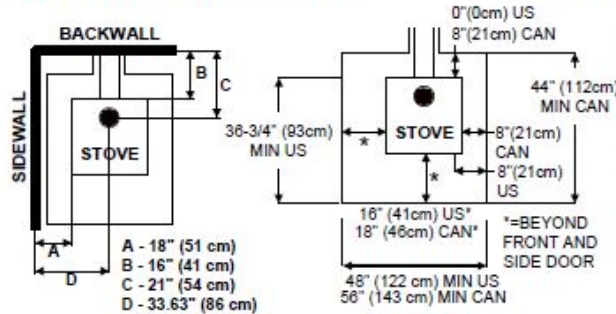 BACKWALL
SIDEWALL
B
C
STOVE
A
D
A - 18" (51 cm)
B - 16" (41 cm)
C - 21" (54 cm)
D - 33.63" (86 cm)
0"(0cm) US
8"(21cm) CAN
44" (112cm)
MIN CAN
36-3/4" (93cm)
MIN US
STOVE
*
*
8"(21cm)
CAN
8"(21cm)
US
16" (41cm) US*
18" (46cm) CAN*
*=BEYOND
FRONT AND
SIDE DOOR
48" (122 cm) MIN US
56" (143 cm) MIN CAN